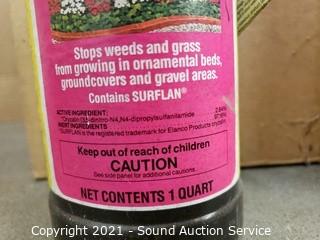 Stops weeds and grass
from growing in ornamental beds,
groundcovers and gravel areas.
Contains SURFLAN®
ACTIVE INGREDIENT:
INERT INGREDIENTS
*SURFLAN is the registered trademark for Elanco Products
Keep out of reach of children
CAUTION
See side panel for additional cautions.
NET CONTENTS 1 QUART
Copyright 2021 - Sound Auction Service